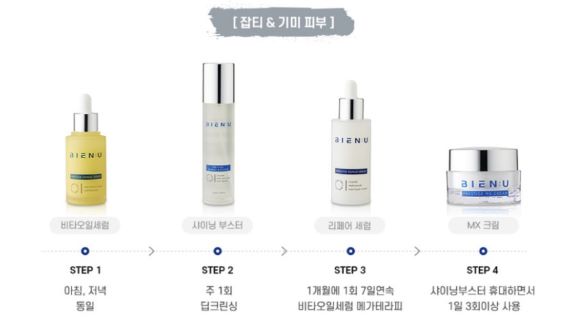 [ 잡티 & 기미 피부 ]
BIENU
BIENU
BIENU
BIENU
비타오일세럼
샤이닝 부스터
리페어 세럼
MX 크림
STEP 1
STEP 2
STEP 3
STEP 4
아침, 저녁
동일
주 1회
딥크린싱
1개월에 1회 7일연속
비타오일세럼 메가테라피
샤이닝부스터 휴대하면서
1일 3회이상 사용